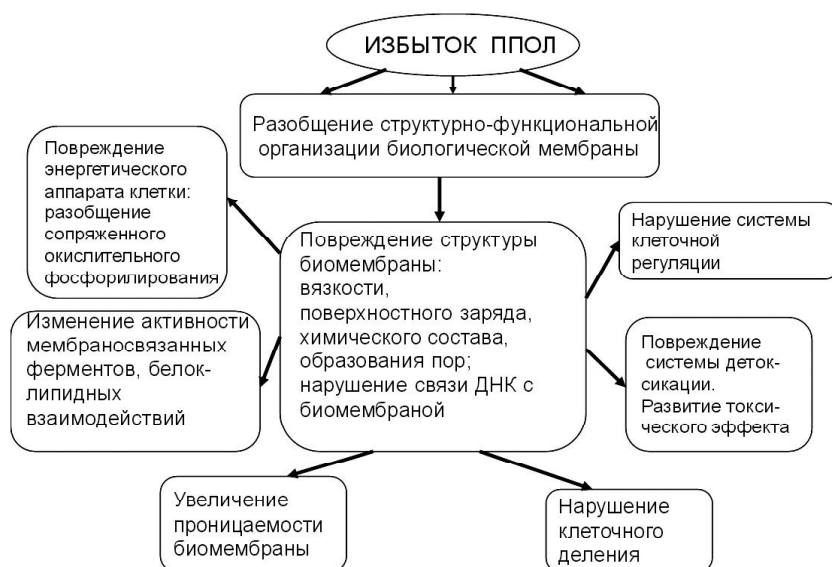 ИЗБЫТОК ППОЛ
Разобщение структурно-функциональной
организации биологической мембраны
Повреждение
энергетического
аппарата клетки:
разобщение
сопряженного
окислительного
фосфорилирования
Повреждение структуры
биомембраны:
вязкости,
поверхностного заряда,
химического состава,
образования пор;
нарушение связи ДНК с
биомембраной
Нарушение системы
клеточной
регуляции
Изменение активности
мембраносвязанных
ферментов, белок-
липидных
взаимодействий
Повреждение
системы деток-
сикации.
Развитие токси-
ческого эффекта
Увеличение
проницаемости
биомембраны
Нарушение
клеточного
деления